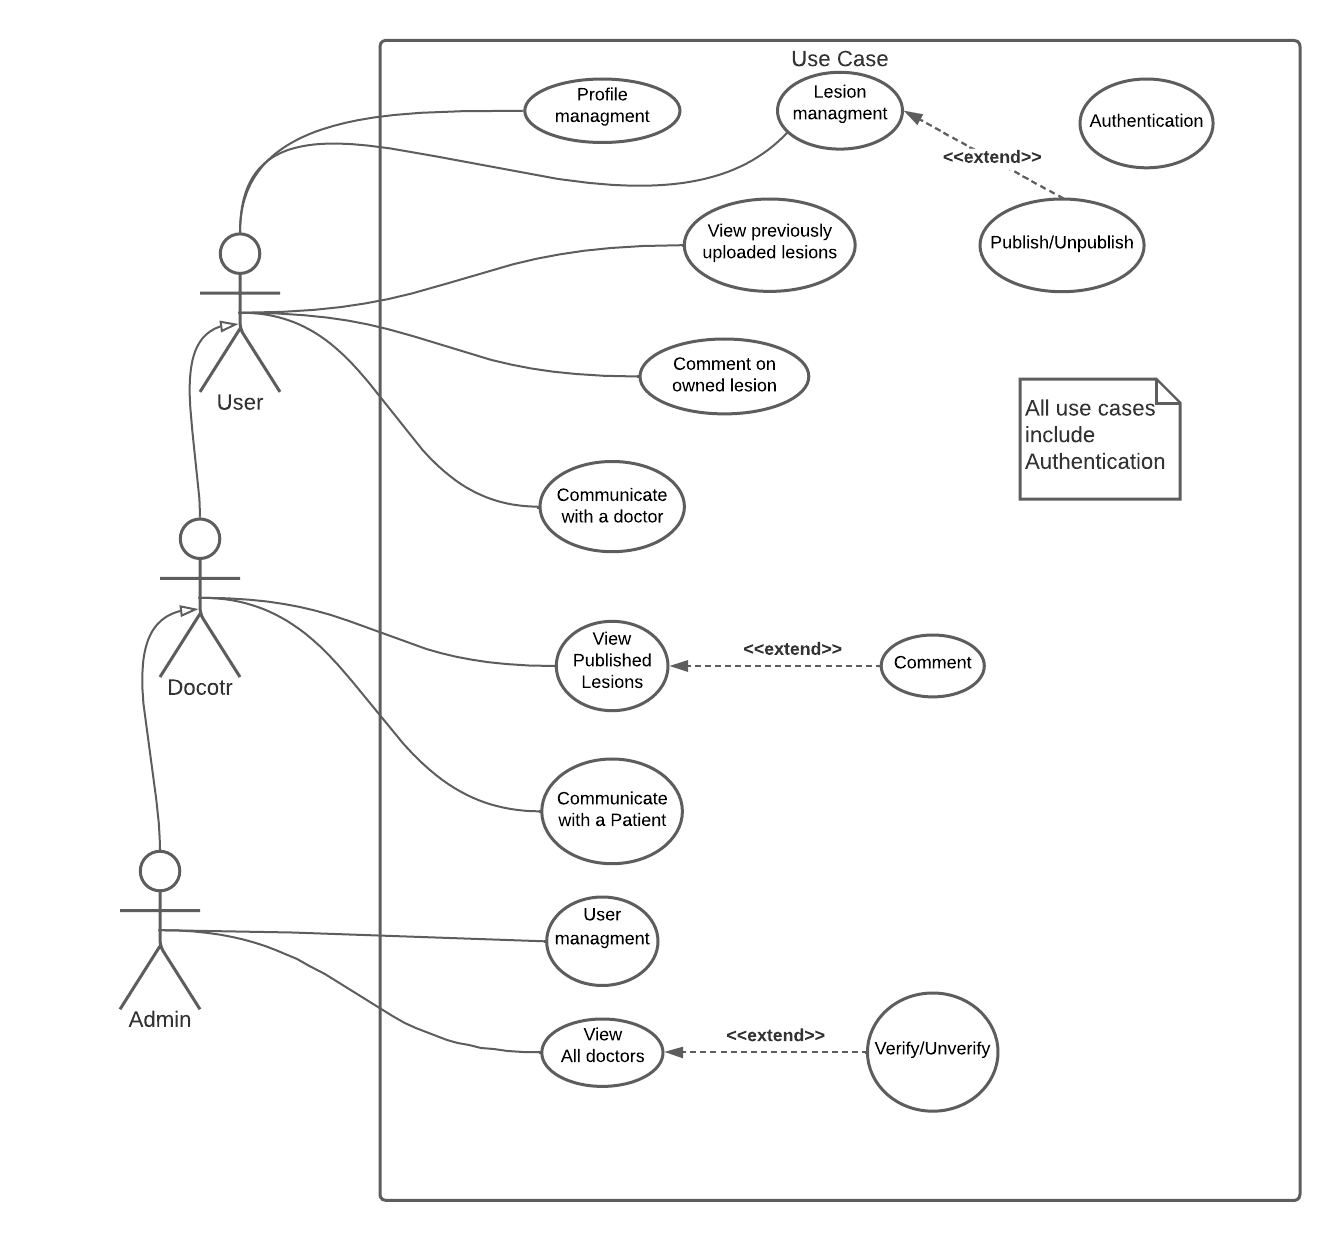 Use Case
Profile
managment
Lesion
managment
Authentication
<<extend>>
View previously
uploaded lesions
Publish/Unpublish
Comment on
owned lesion
User
All use cases
include
Authentication
Communicate
with a doctor
View
Published
Lesions
<<extend>>
Comment
Docotr
Communicate
with a Patient
User
managment
Admin
View
All doctors
<<extend>>
Verify/Unverify